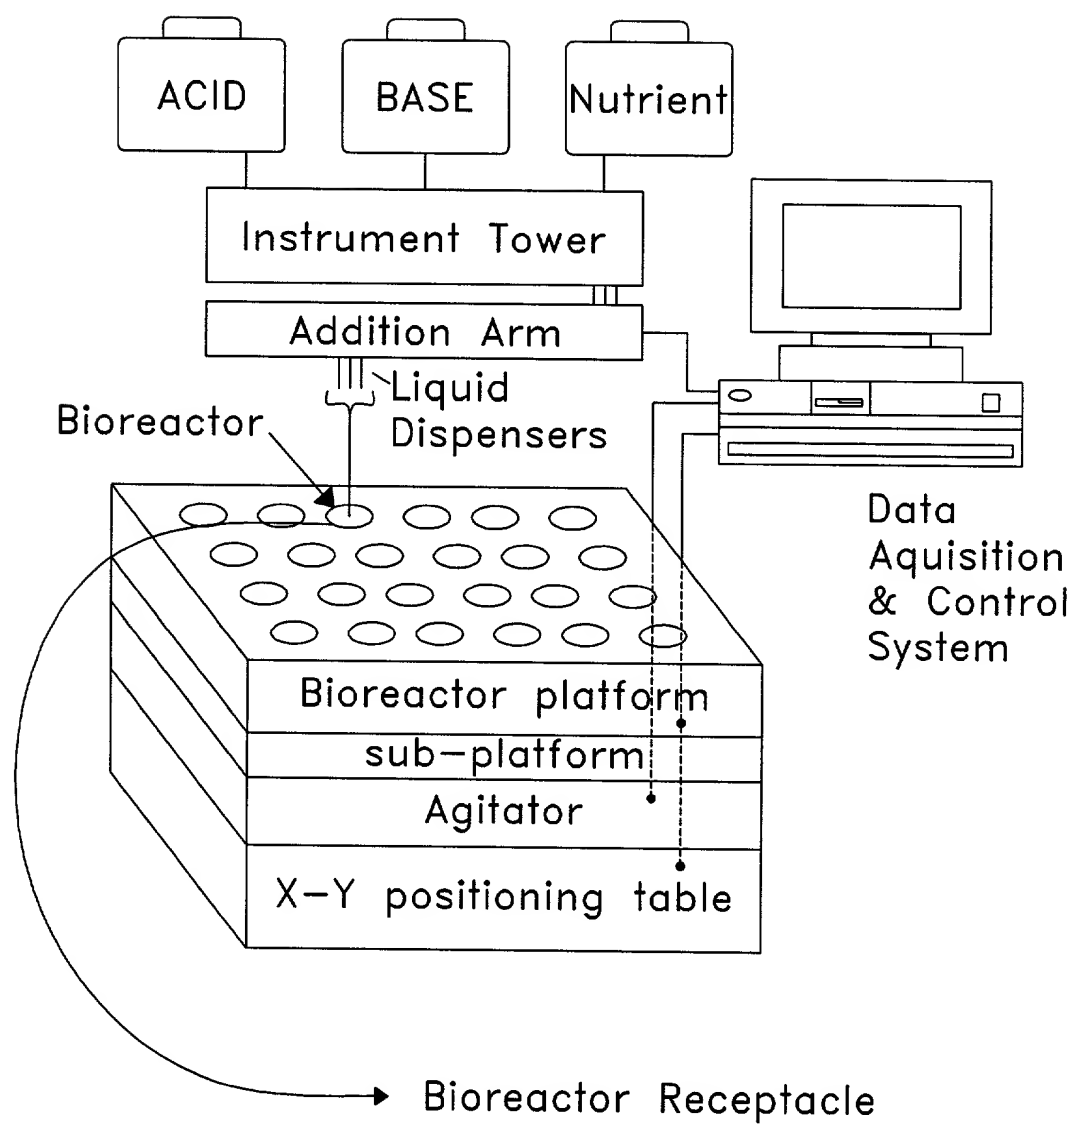 ACID
BASE
Nutrient
Instrument Tower
Addition Arm
Liquid
Dispensers
Bioreactor
Data
Aquisition
& Control
System
Bioreactor platform
sub-platform
Agitator
X-Y positioning table
Bioreactor Receptacle